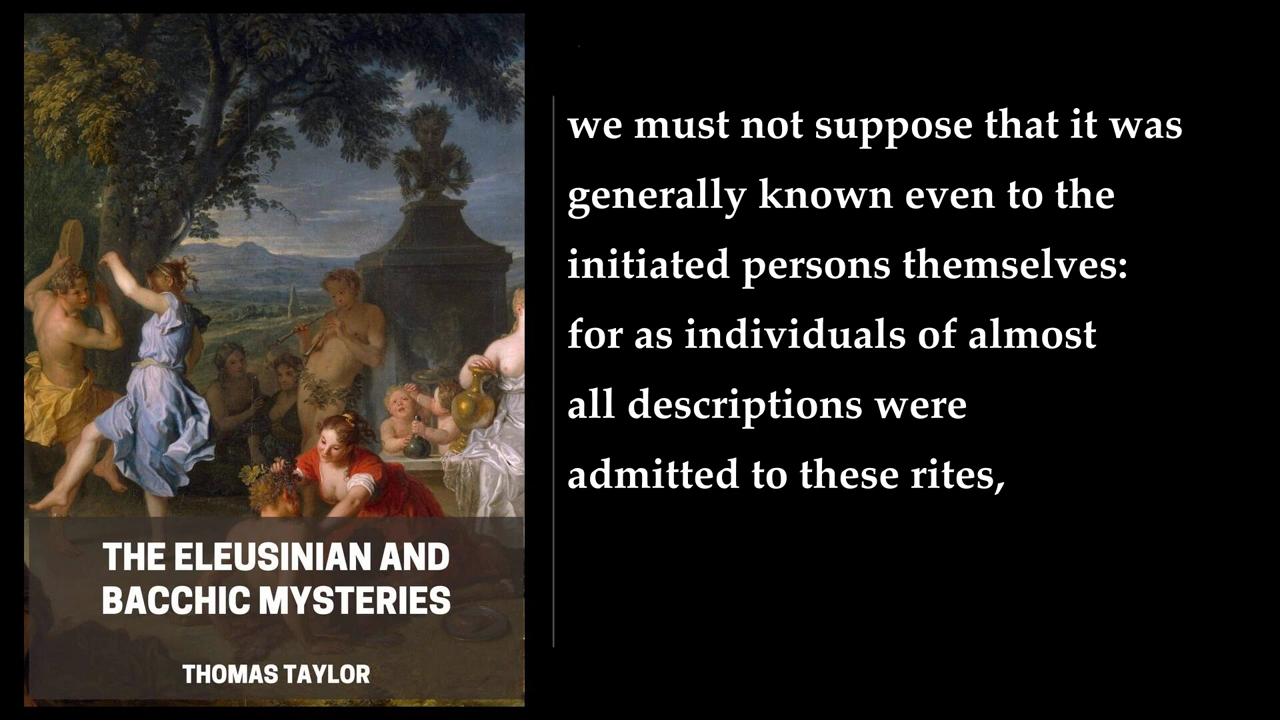 THE ELEUSINIAN AND
BACCHIC MYSTERIES
THOMAS TAYLOR
we must not suppose that it was
generally known even to the
initiated persons themselves:
for as individuals of almost
all descriptions were
admitted to these rites,